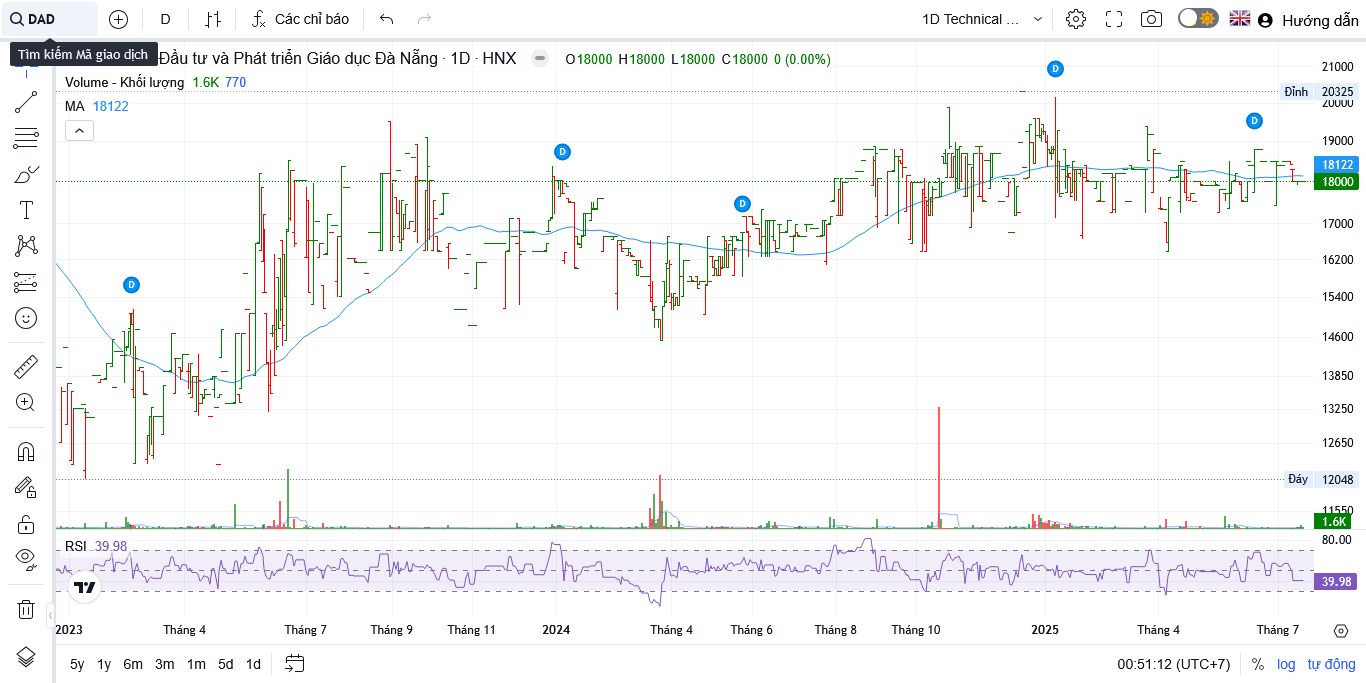 DAD
D
Các chỉ báo
1D Technical ...
Hướng dẫn
Tìm kiếm Mã giao dịch
Đầu tư và Phát triển Giáo dục Đà Nẵng · 1D · HNX
O18000 H18000 L18000 C18000 0 (0.00%)
Volume - Khối lượng 1.6K 770
MA 18122
D
D
D
D
D
21000
Đỉnh 20325
20000
19000
18122
18000
17000
16200
15400
14600
13850
13250
12650
Đáy 12048
11550
1.6K
RSI 39.98
80.00
39.98
2023 Tháng 4 Tháng 7 Tháng 9 Tháng 11 2024 Tháng 4 Tháng 6 Tháng 8 Tháng 10 2025 Tháng 4 Tháng 7
5y 1y 6m 3m 1m 5d 1d
00:51:12 (UTC+7) % log tự động